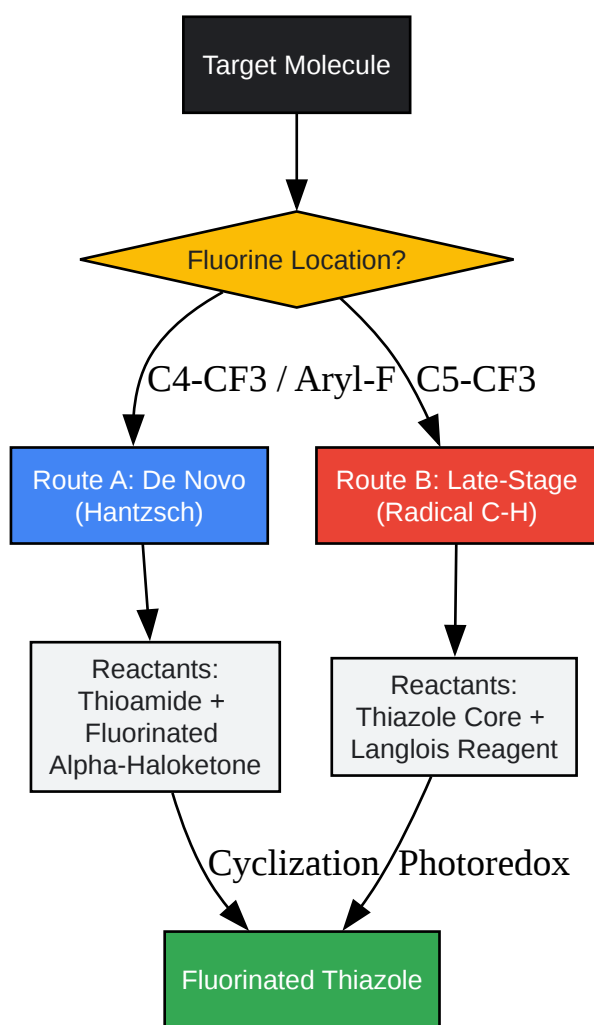 Target Molecule
Fluorine Location?
C4-CF3 / Aryl-F
C5-CF3
Route A: De Novo
(Hantzsch)
Route B: Late-Stage
(Radical C-H)
Reactants:
Thioamide +
Fluorinated
Alpha-Haloketone
Reactants:
Thiazole Core +
Langlois Reagent
Cyclization
Photoredox
Fluorinated Thiazole